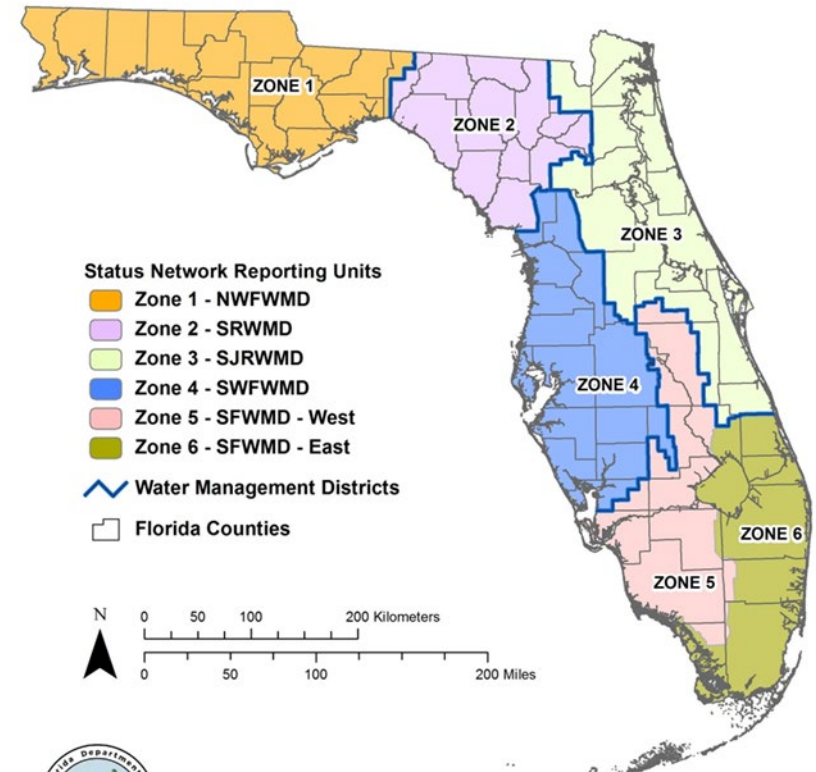 ZONE 1
ZONE 2
ZONE 3
ZONE 4
ZONE 5
ZONE 6
Status Network Reporting Units
Zone 1 - NWFWMD
Zone 2 - SRWMD
Zone 3 - SJRWMD
Zone 4 - SWFWMD
Zone 5 - SFWMD - West
Zone 6 - SFWMD - East
Water Management Districts
Florida Counties
N
0 50 100 200 Kilometers
0 50 100 200 Miles